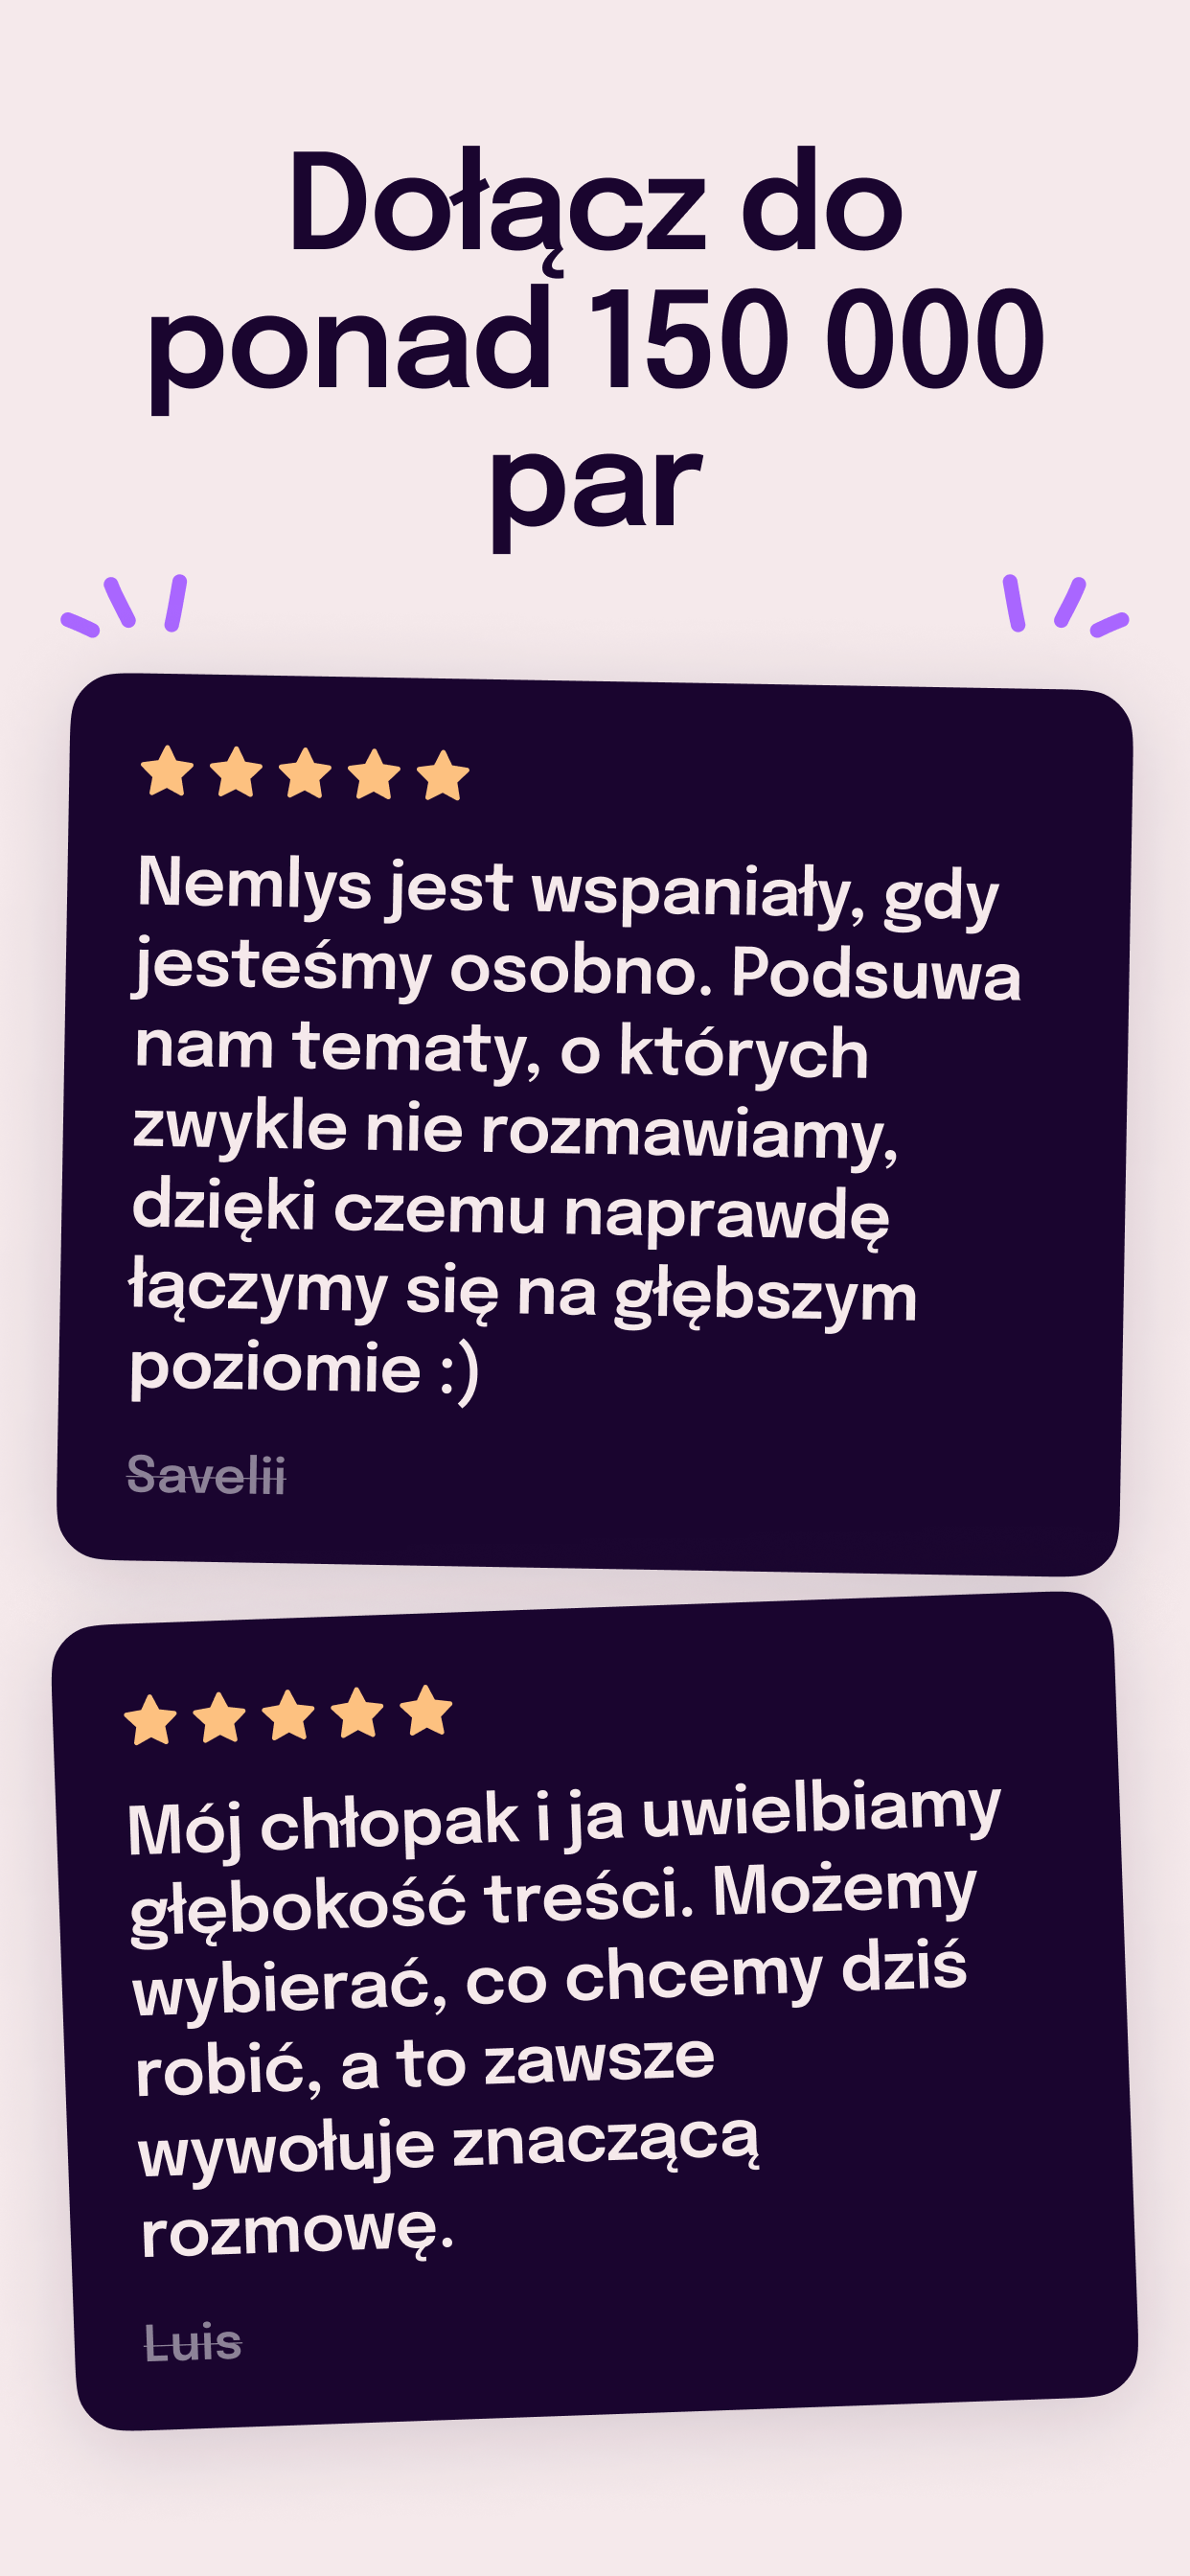 Dołącz do
ponad 150 000
par
Nemlys jest wspaniały, gdy
jesteśmy osobno. Podsuwa
nam tematy, o których
zwykle nie rozmawiamy,
dzięki czemu naprawdę
łączymy się na głębszym
poziomie :)
Savelii
Mój chłopak i ja uwielbiamy
głębokość treści. Możemy
wybierać, co chcemy dziś
robić, a to zawsze
wywołuje znaczącą
rozmowę.
Luis